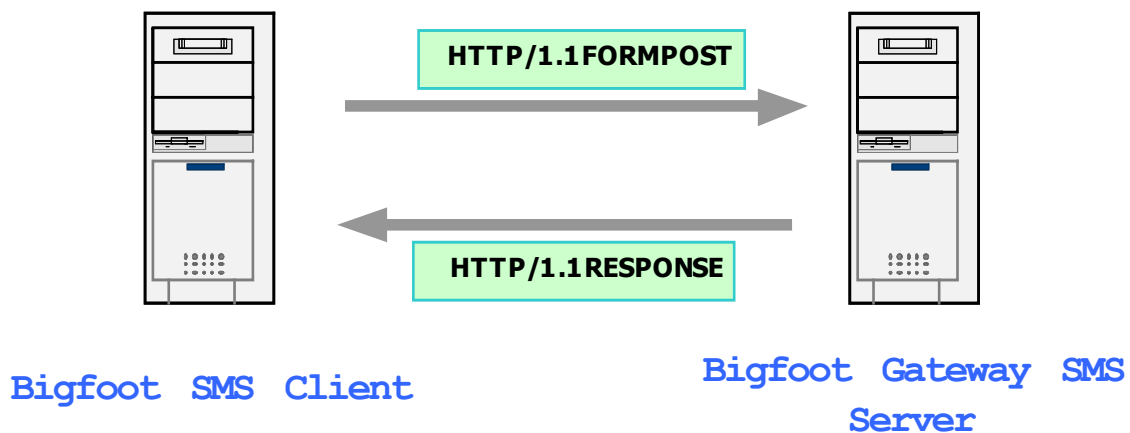 HTTP/1.1FORMPOST
HTTP/1.1RESPONSE
Bigfoot SMS Client
Bigfoot Gateway SMS
Server